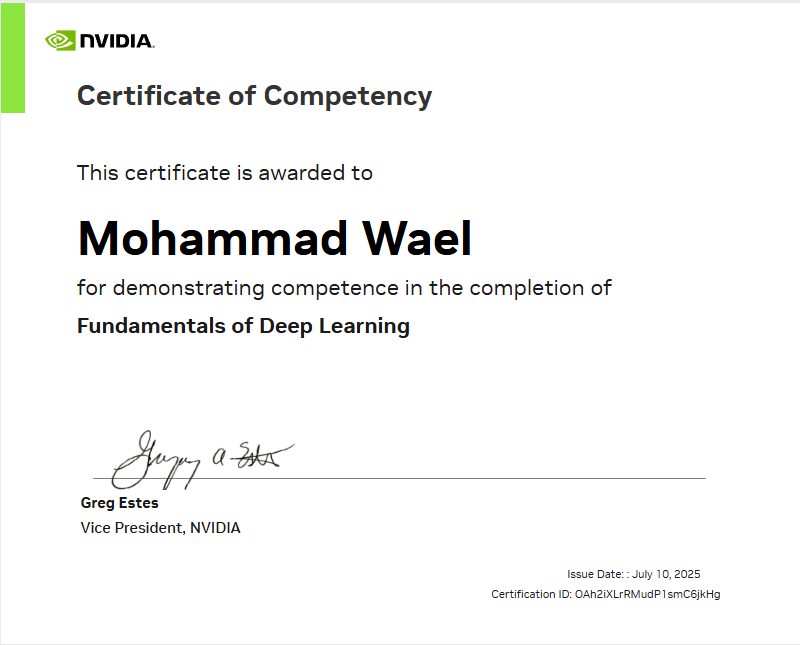 NVIDIA.
Certificate of Competency
This certificate is awarded to
Mohammad Wael
for demonstrating competence in the completion of
Fundamentals of Deep Learning
Gregory A Estes
Greg Estes
Vice President, NVIDIA
Issue Date: : July 10, 2025
Certification ID: OAh2iXLrRMudP1smC6jkHg